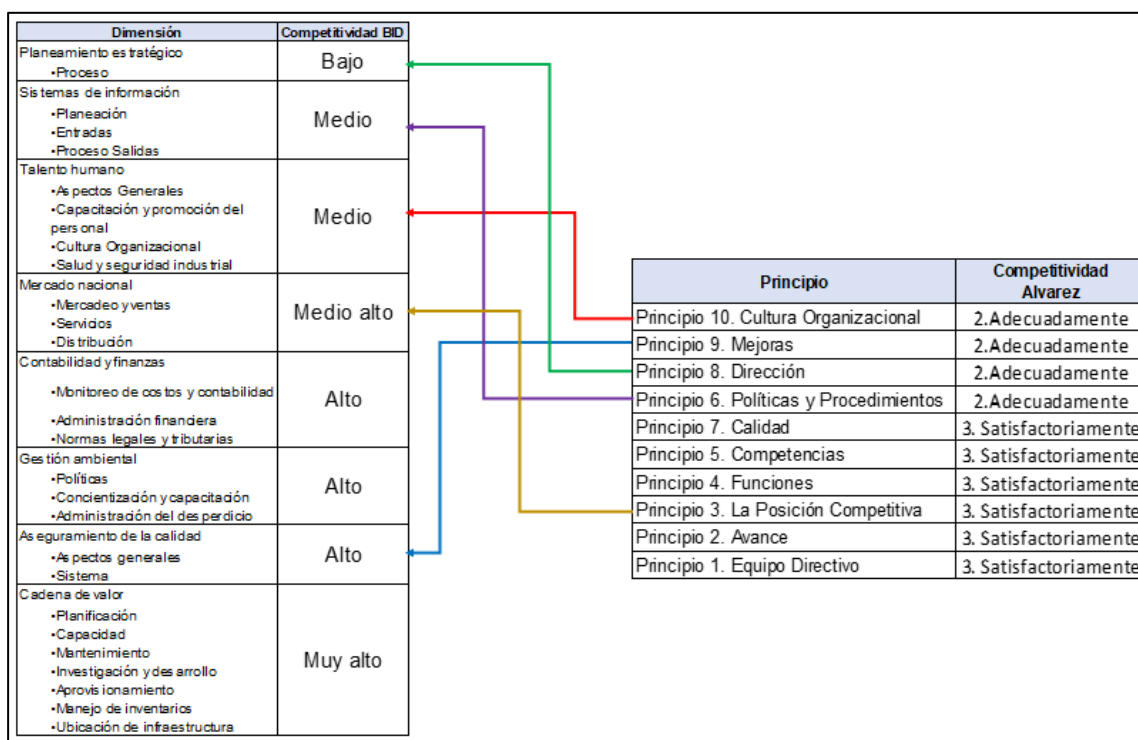 Dimensión Competitividad BID
Planeamiento estratégico
•Proceso
Bajo
Sistemas de información
•Planeación
•Entradas
•Proceso Salidas
Medio
Talento humano
•Aspectos Generales
•Capacitación y promoción del
personal
•Cultura Organizacional
•Salud y seguridad industrial
Medio
Mercado nacional
•Mercadeo y ventas
•Servicios
•Distribución
Medio alto
Contabilidad y finanzas
•Monitoreo de costos y contabilidad
•Administración financiera
•Normas legales y tributarias
Alto
Gestión ambiental
•Políticas
•Concientización y capacitación
•Administración del desperdicio
Alto
Aseguramiento de la calidad
•Aspectos generales
•Sistema
Alto
Cadena de valor
•Planificación
•Capacidad
•Mantenimiento
•Investigación y desarrollo
•Aprovisionamiento
•Manejo de inventarios
•Ubicación de infraestructura
Muy alto
Principio
Competitividad
Alvarez
Principio 10. Cultura Organizacional 2.Adecuadamente
Principio 9. Mejoras 2.Adecuadamente
Principio 8. Dirección 2.Adecuadamente
Principio 6. Políticas y Procedimientos 2.Adecuadamente
Principio 7. Calidad 3. Satisfactoriamente
Principio 5. Competencias 3. Satisfactoriamente
Principio 4. Funciones 3. Satisfactoriamente
Principio 3. La Posición Competitiva 3. Satisfactoriamente
Principio 2. Avance 3. Satisfactoriamente
Principio 1. Equipo Directivo 3. Satisfactoriamente